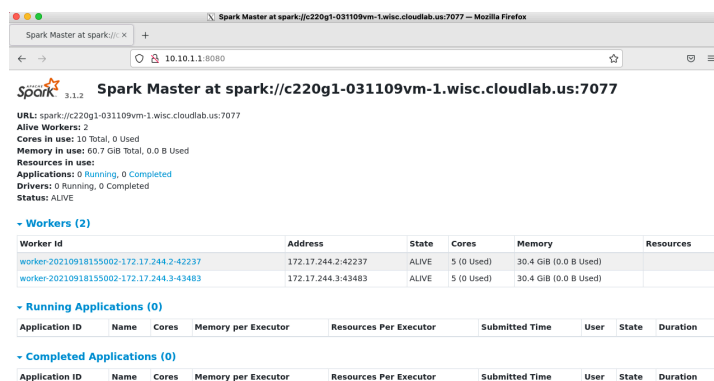 Spark Master at spark://c220g1-031109vm-1.wisc.cloudlab.us:7077 — Mozilla Firefox
Spark Master at spark://c × +
10.10.1.1:8080
APACHE Spark 3.1.2 Spark Master at spark://c220g1-031109vm-1.wisc.cloudlab.us:7077
URL: spark://c220g1-031109vm-1.wisc.cloudlab.us:7077
Alive Workers: 2
Cores in use: 10 Total, 0 Used
Memory in use: 60.7 GiB Total, 0.0 B Used
Resources in use:
Applications: 0 Running, 0 Completed
Drivers: 0 Running, 0 Completed
Status: ALIVE
Workers (2)
Worker Id Address State Cores Memory Resources
worker-20210918155002-172.17.244.2-42237 172.17.244.2:42237 ALIVE 5 (0 Used) 30.4 GiB (0.0 B Used)
worker-20210918155002-172.17.244.3-43483 172.17.244.3:43483 ALIVE 5 (0 Used) 30.4 GiB (0.0 B Used)
Running Applications (0)
Application ID Name Cores Memory per Executor Resources Per Executor Submitted Time User State Duration
Completed Applications (0)
Application ID Name Cores Memory per Executor Resources Per Executor Submitted Time User State Duration